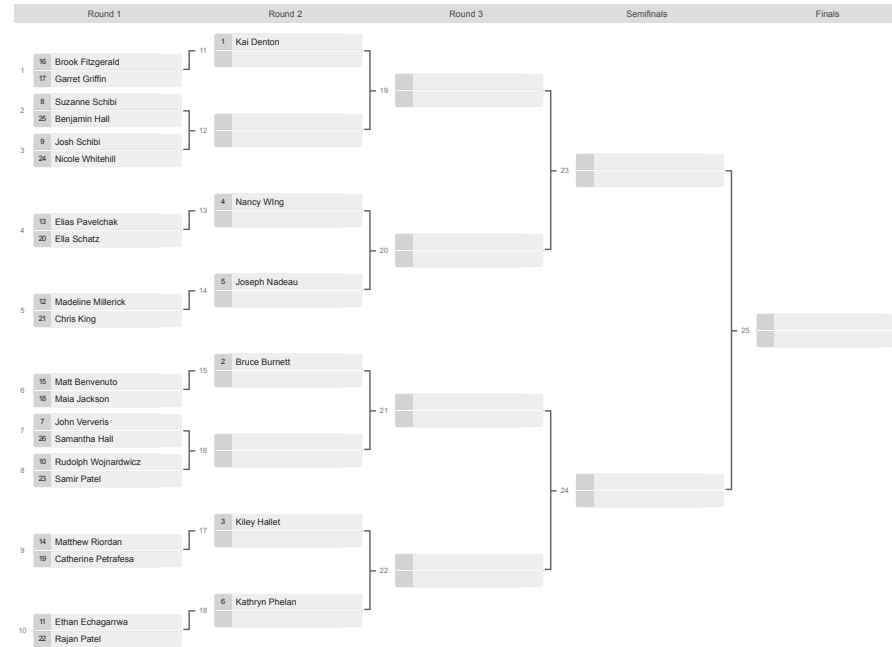 Round 1
Round 2
Round 3
Semifinals
Finals
1
16 Brook Fitzgerald
17 Garret Griffin
2
8 Suzanne Schibi
25 Benjamin Hall
3
9 Josh Schibi
24 Nicole Whitehill
4
13 Elias Pavelchak
20 Ella Schatz
5
12 Madeline Millerick
21 Chris King
6
15 Matt Benvenuto
18 Maia Jackson
7
7 John Ververis
26 Samantha Hall
8
10 Rudolph Wojnardwicz
23 Samir Patel
9
14 Matthew Riordan
19 Catherine Petrafesa
10
11 Ethan Echagarrwa
22 Rajan Patel
11
1 Kai Denton
12
13
4 Nancy WIng
14
5 Joseph Nadeau
15
2 Bruce Burnett
16
17
3 Kiley Hallet
18
6 Kathryn Phelan
19
20
21
22
23
24
25